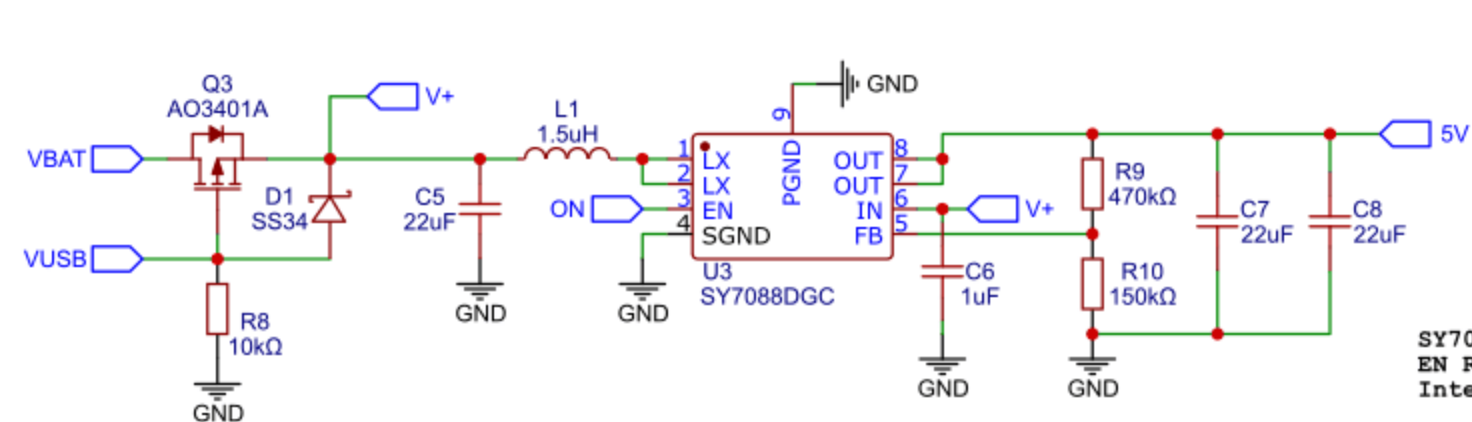 Q3
AO3401A
VBAT
V+
D1
SS34
VUSB
R8
10kΩ
GND
C5
22uF
GND
L1
1.5uH
ON
GND
9
GND
1
2
3
4
LX
LX
EN
SGND
PGND
OUT
OUT
IN
FB
8
7
6
5
U3
SY7088DGC
V+
C6
1uF
GND
R9
470kΩ
R10
150kΩ
GND
C7
22uF
C8
22uF
5V
SY70
EN R
Inte